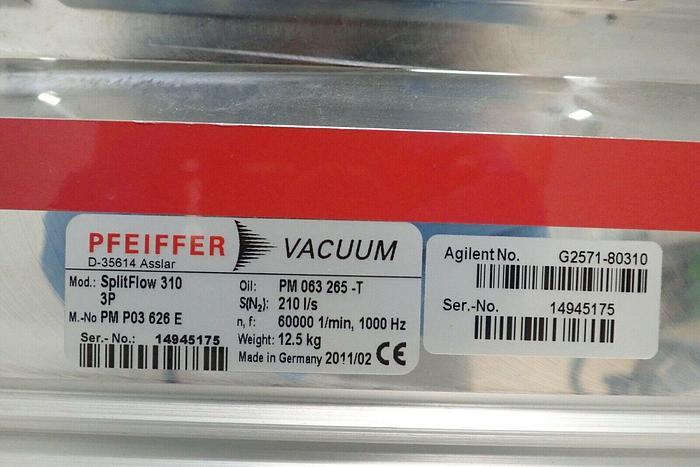 PFEIFFER VACUUM
D-35614 Asslar
Mod.: SplitFlow 310
3P
M.-No PM P03 626 E
Ser.- No.: 14945175
Oil: PM 063 265 -T
S(N₂): 210 l/s
n, f: 60000 1/min, 1000 Hz
Weight: 12.5 kg
Made in Germany 2011/02 CE
Agilent No. G2571-80310
Ser.-No. 14945175